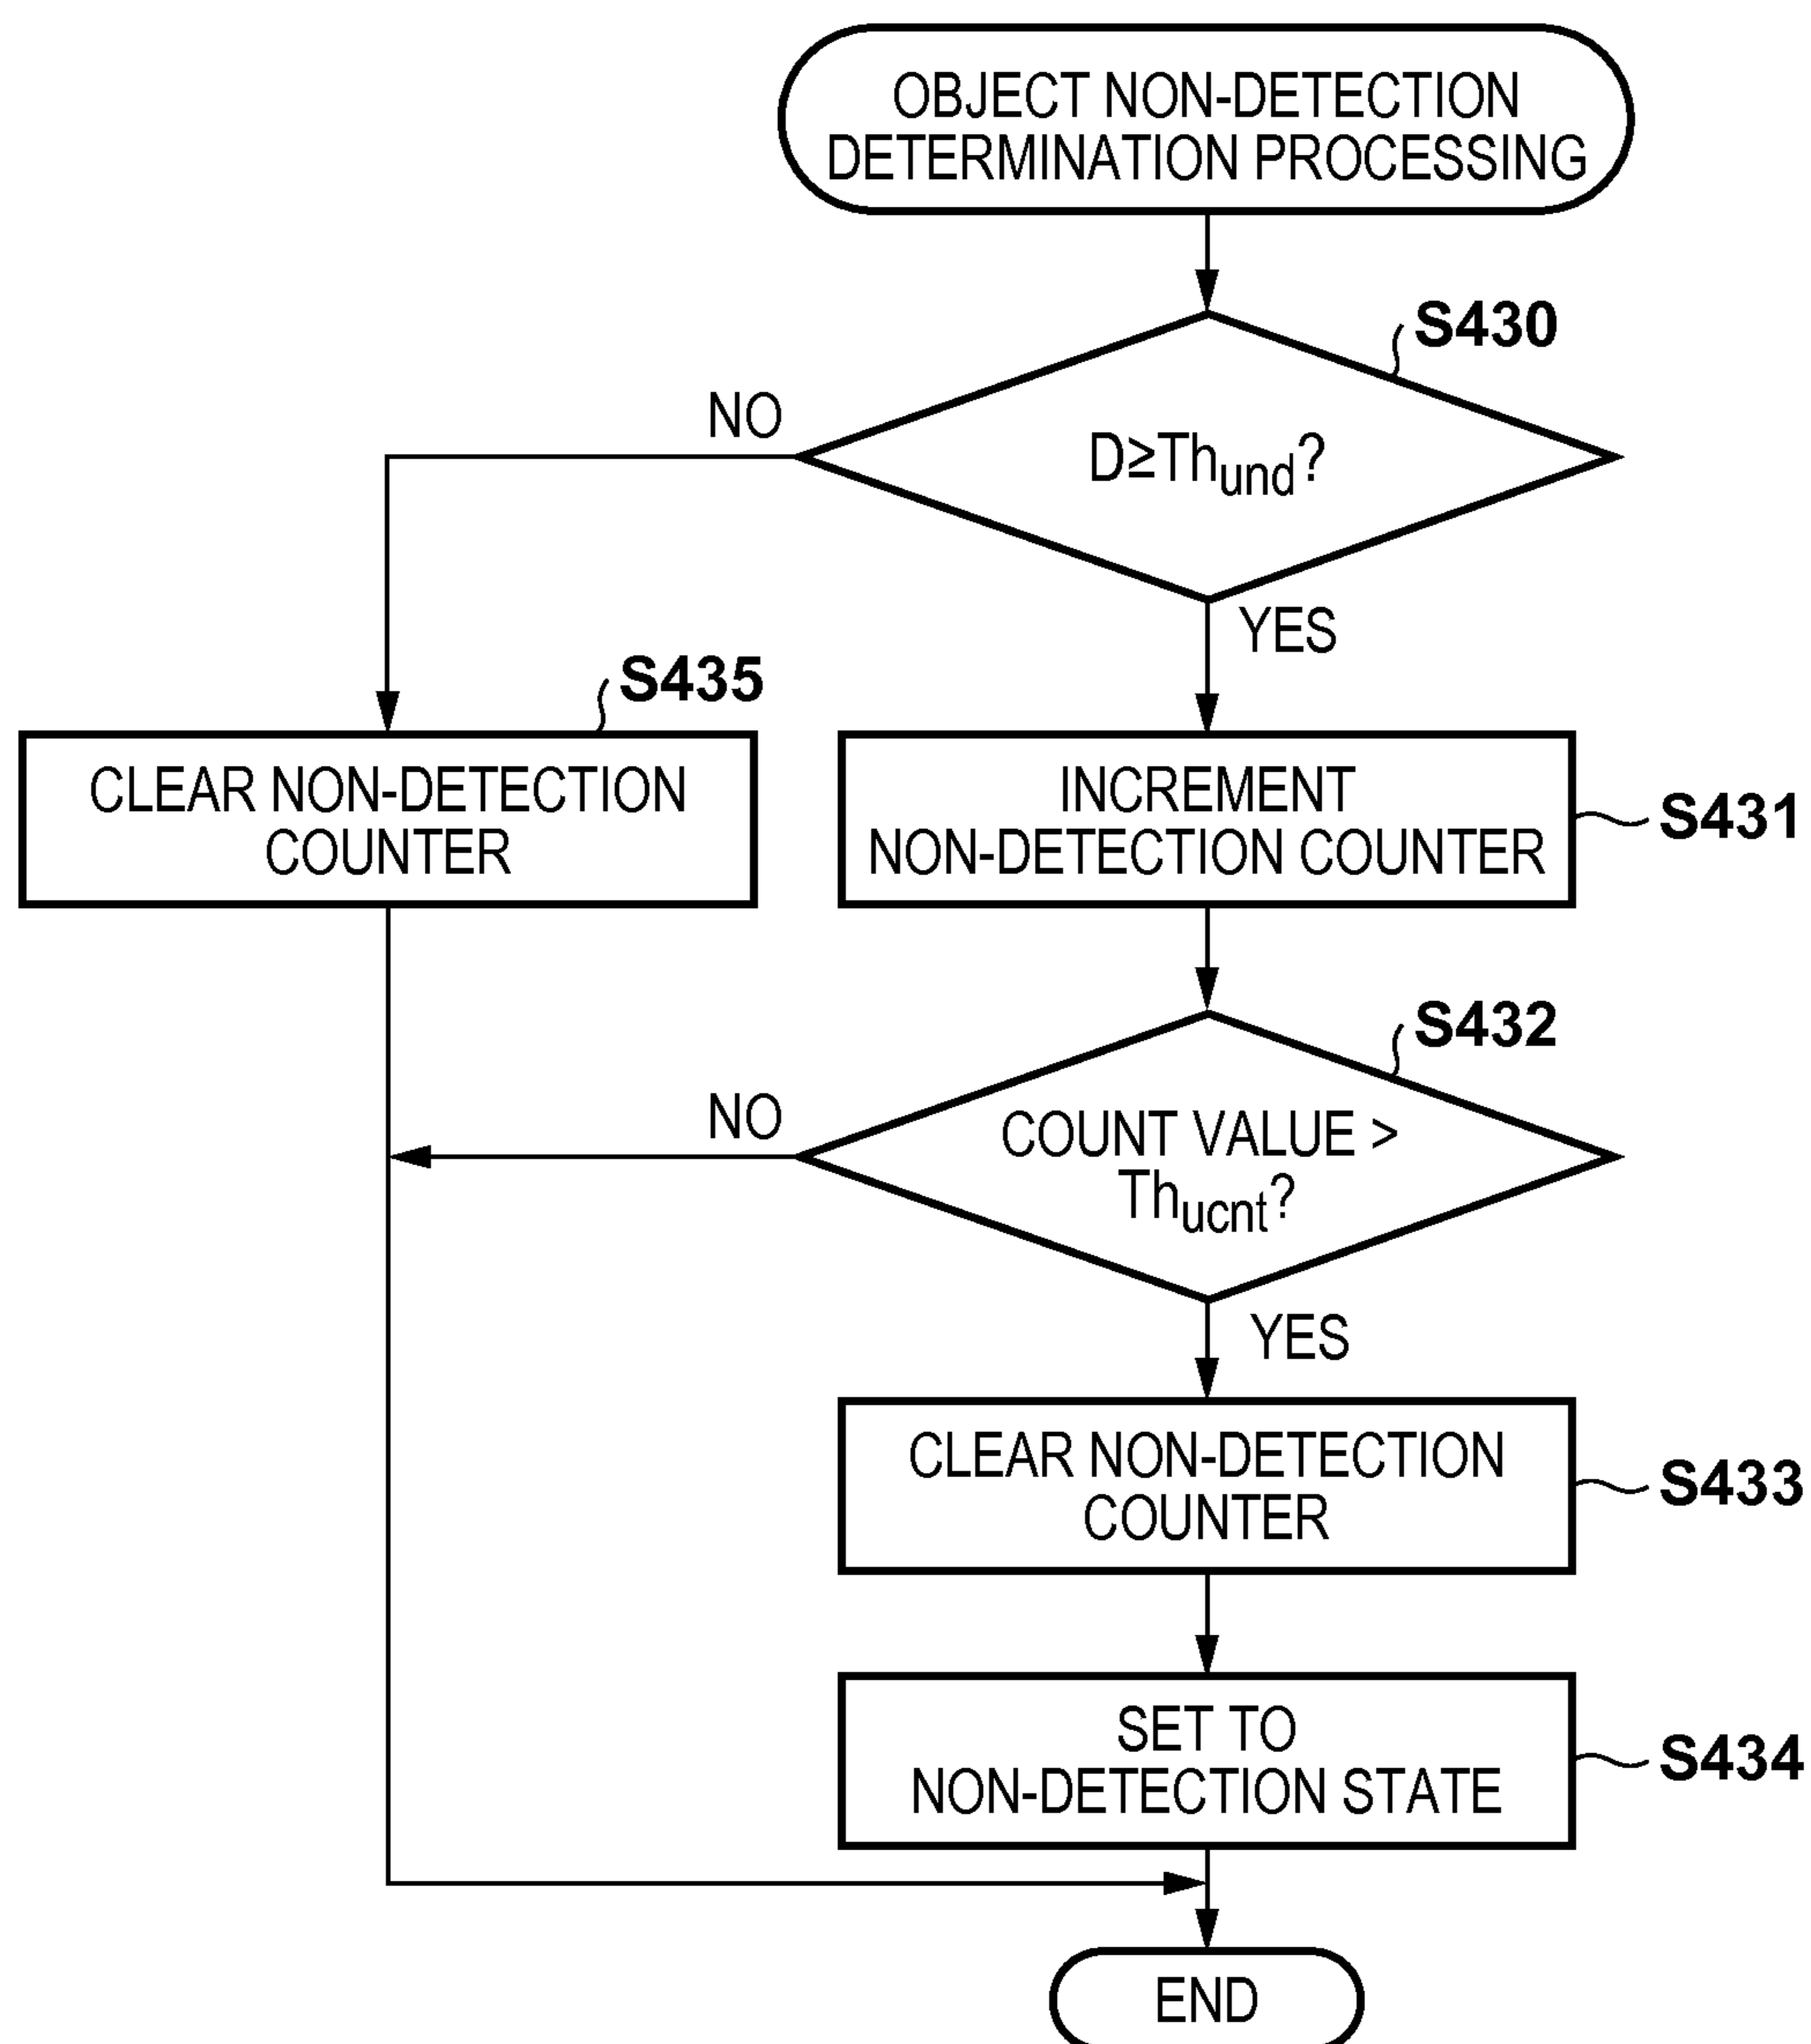 OBJECT NON-DETECTION
DETERMINATION PROCESSING
S430
NO
D≥Thund?
YES
S435
CLEAR NON-DETECTION
COUNTER
INCREMENT
NON-DETECTION COUNTER
S431
S432
NO
COUNT VALUE >
Thucnt?
YES
CLEAR NON-DETECTION
COUNTER
S433
SET TO
NON-DETECTION STATE
S434
END